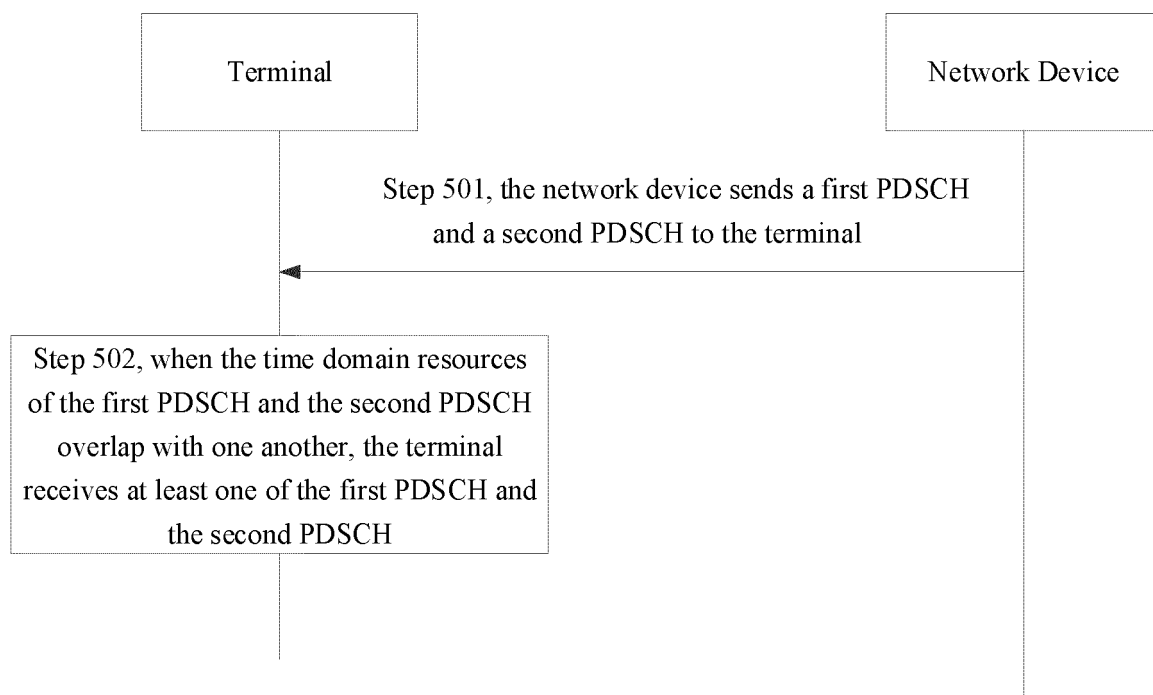 Terminal
Network Device
Step 501, the network device sends a first PDSCH
and a second PDSCH to the terminal
Step 502, when the time domain resources
of the first PDSCH and the second PDSCH
overlap with one another, the terminal
receives at least one of the first PDSCH and
the second PDSCH